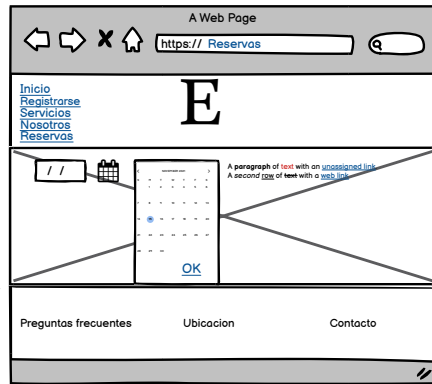 A Web Page
https:// Reservas
Inicio
Registrarse
Servicios
Nosotros
Reservas
E
/ /
A paragraph of text with an unassigned link
A second row of text with a web link
OK
Preguntas frecuentes
Ubicacion
Contacto